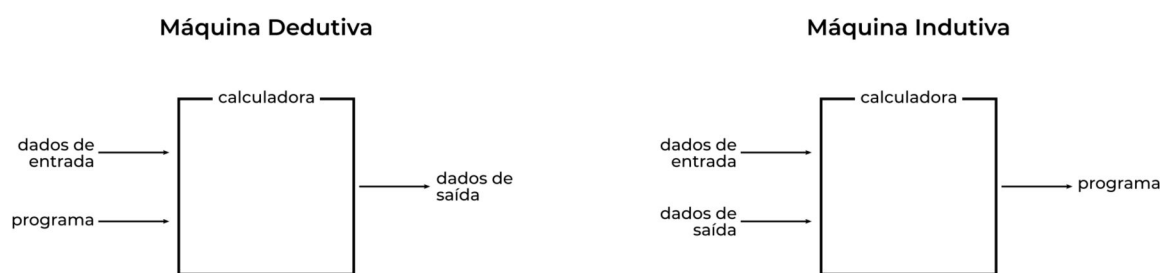 Máquina Dedutiva
calculadora
dados de
entrada
programa
dados de
saída
Máquina Indutiva
calculadora
dados de
entrada
dados de
saída
programa